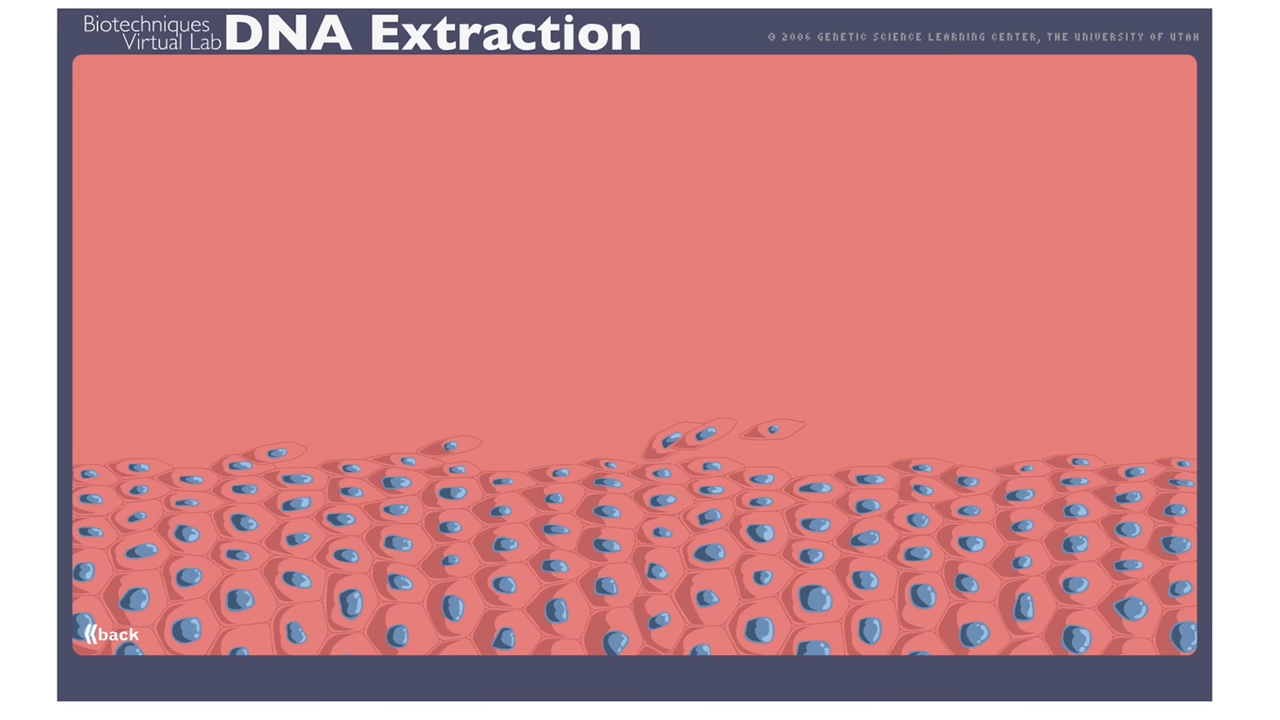 Biotechniques
Virtual Lab
DNA Extraction
© 2006 GENETIC SCIENCE LEARNING CENTER, THE UNIVERSITY OF UTAH
back